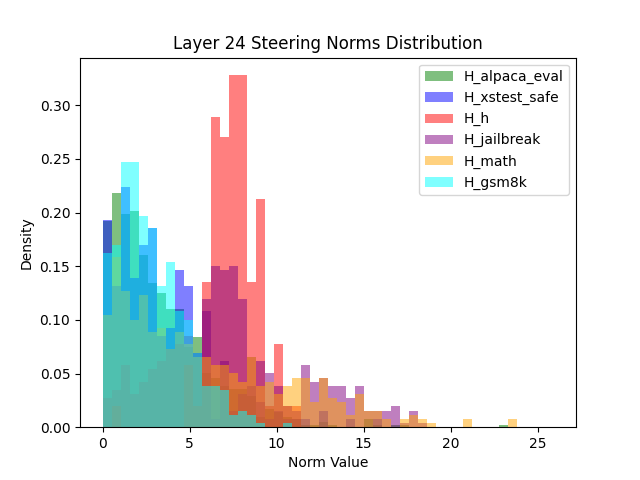 Layer 24 Steering Norms Distribution
H_alpaca_eval
H_xstest_safe
H_h
H_jailbreak
H_math
H_gsm8k
Density
0.30
0.25
0.20
0.15
0.10
0.05
0.00
0 5 10 15 20 25
Norm Value